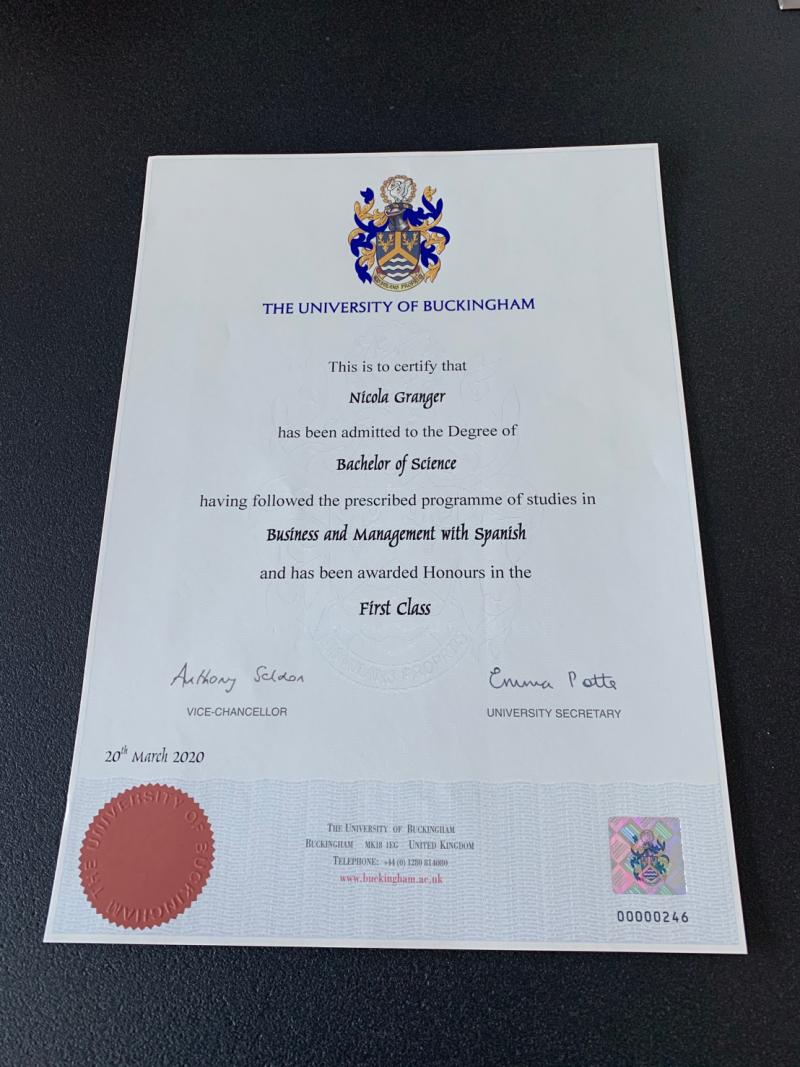 THE UNIVERSITY OF BUCKINGHAM
This is to certify that
Nicola Granger
has been admitted to the Degree of
Bachelor of Science
having followed the prescribed programme of studies in
Business and Management with Spanish
and has been awarded Honours in the
First Class
Anthony Seldon
Emma Potts
VICE-CHANCELLOR
UNIVERSITY SECRETARY
20th March 2020
THE UNIVERSITY OF BUCKINGHAM
THE UNIVERSITY OF BUCKINGHAM
BUCKINGHAM MK18 1EG UNITED KINGDOM
TELEPHONE: +44 (0) 1280 814080
www.buckingham.ac.uk
00000246